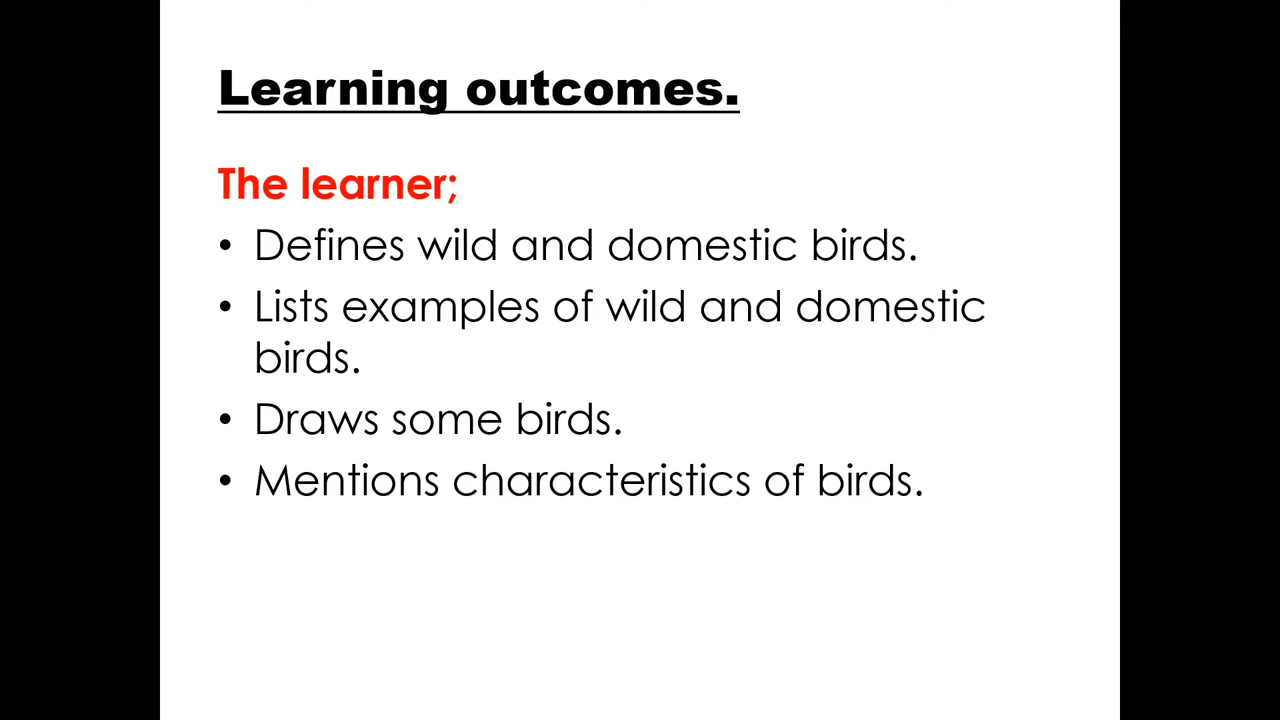 Learning outcomes.
The learner;
• Defines wild and domestic birds.
• Lists examples of wild and domestic
birds.
• Draws some birds.
• Mentions characteristics of birds.